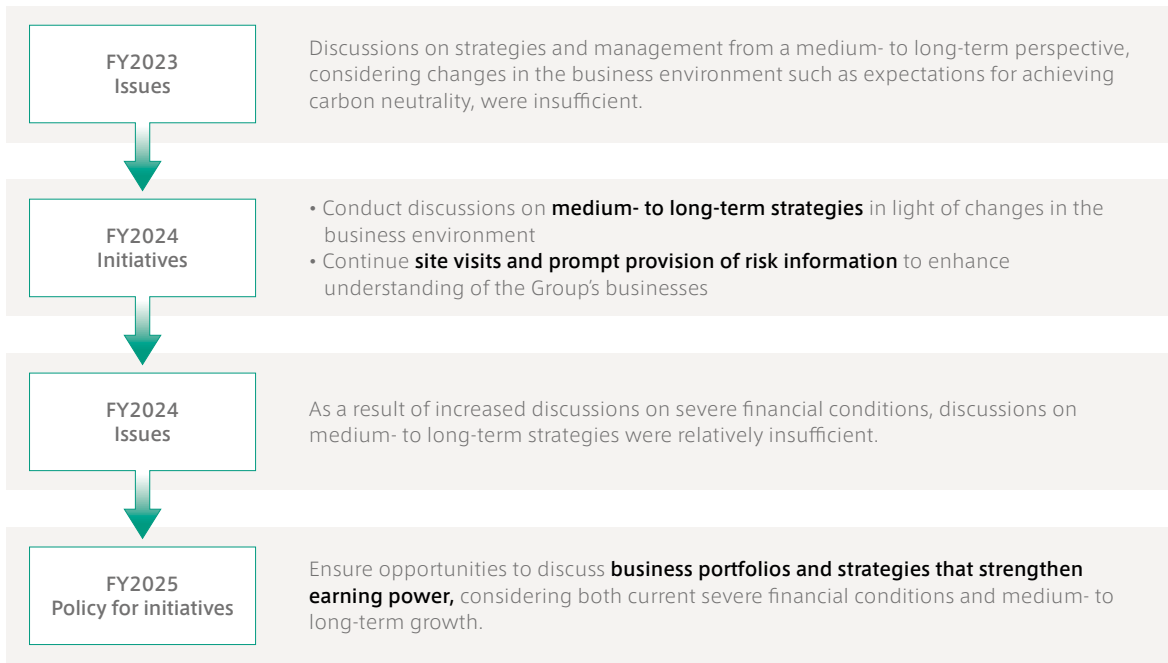 FY2023
Issues
Discussions on strategies and management from a medium- to long-term perspective,
considering changes in the business environment such as expectations for achieving
carbon neutrality, were insufficient.
FY2024
Initiatives
• Conduct discussions on medium- to long-term strategies in light of changes in the
business environment
• Continue site visits and prompt provision of risk information to enhance
understanding of the Group's businesses
FY2024
Issues
As a result of increased discussions on severe financial conditions, discussions on
medium- to long-term strategies were relatively insufficient.
FY2025
Policy for initiatives
Ensure opportunities to discuss business portfolios and strategies that strengthen
earning power, considering both current severe financial conditions and medium- to
long-term growth.